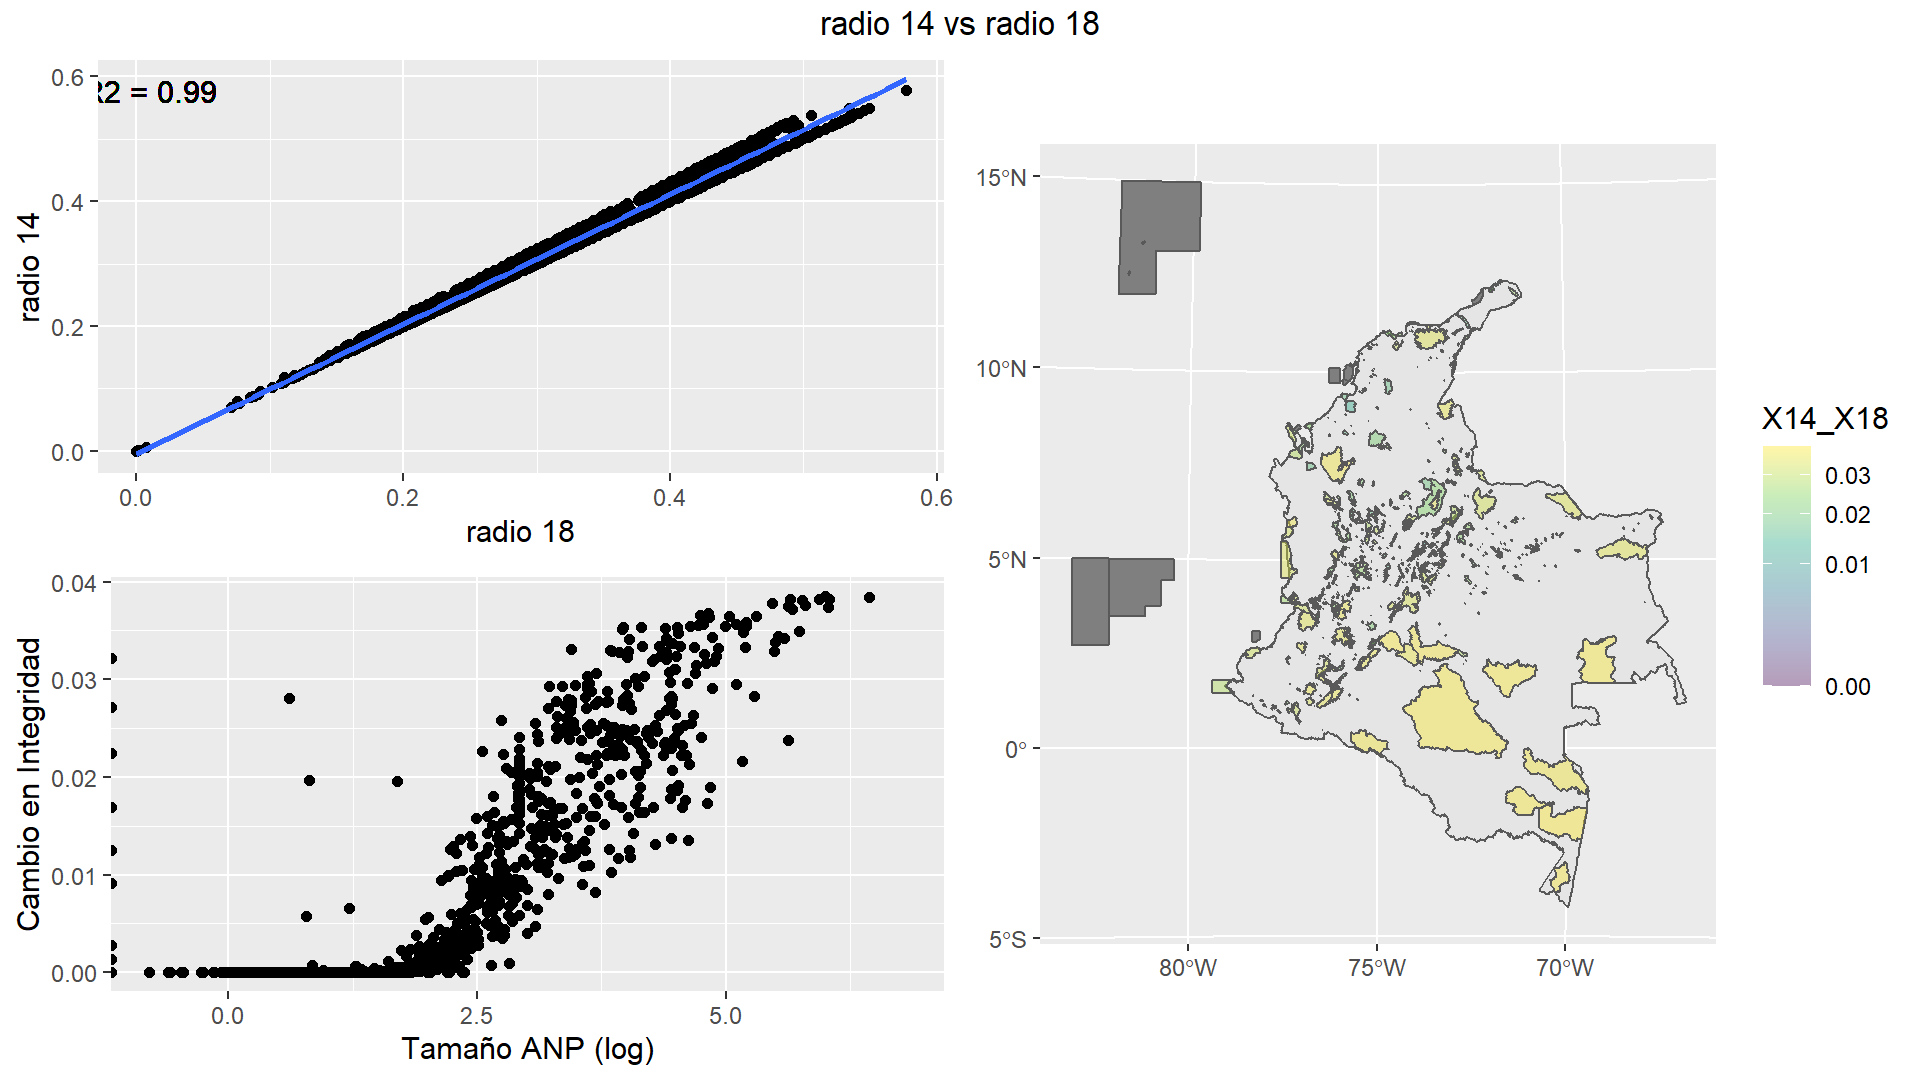 radio 14 vs radio 18
R2 = 0.99
radio 14
0.6
0.4
0.2
0.0
0.0 0.2 0.4 0.6
radio 18
Cambio en Integridad
0.04
0.03
0.02
0.01
0.00
0.0 2.5 5.0
Tamaño ANP (log)
15°N
10°N
5°N
0°
5°S
80°W 75°W 70°W
X14_X18
0.03
0.02
0.01
0.00